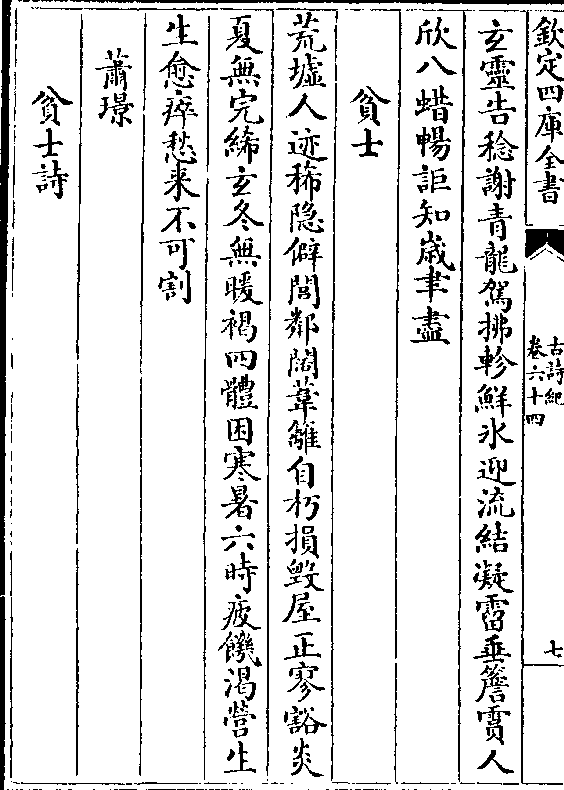 欽定四庫全書
古詩紀
卷六十四
七
玄靈告稔謝青龍駕拂軫鮮氷迎流結凝霤垂簷霣人
欣八蜡暢詎知嵗聿盡
貧士
荒墟人迹稀隐僻閭鄰闊葦籬自朽損毀屋正寥豁炎
夏無完絺玄冬無暖褐四體困寒暑六時疲饑渴營生
生愈瘁愁来不可割
蕭璟
貧士詩